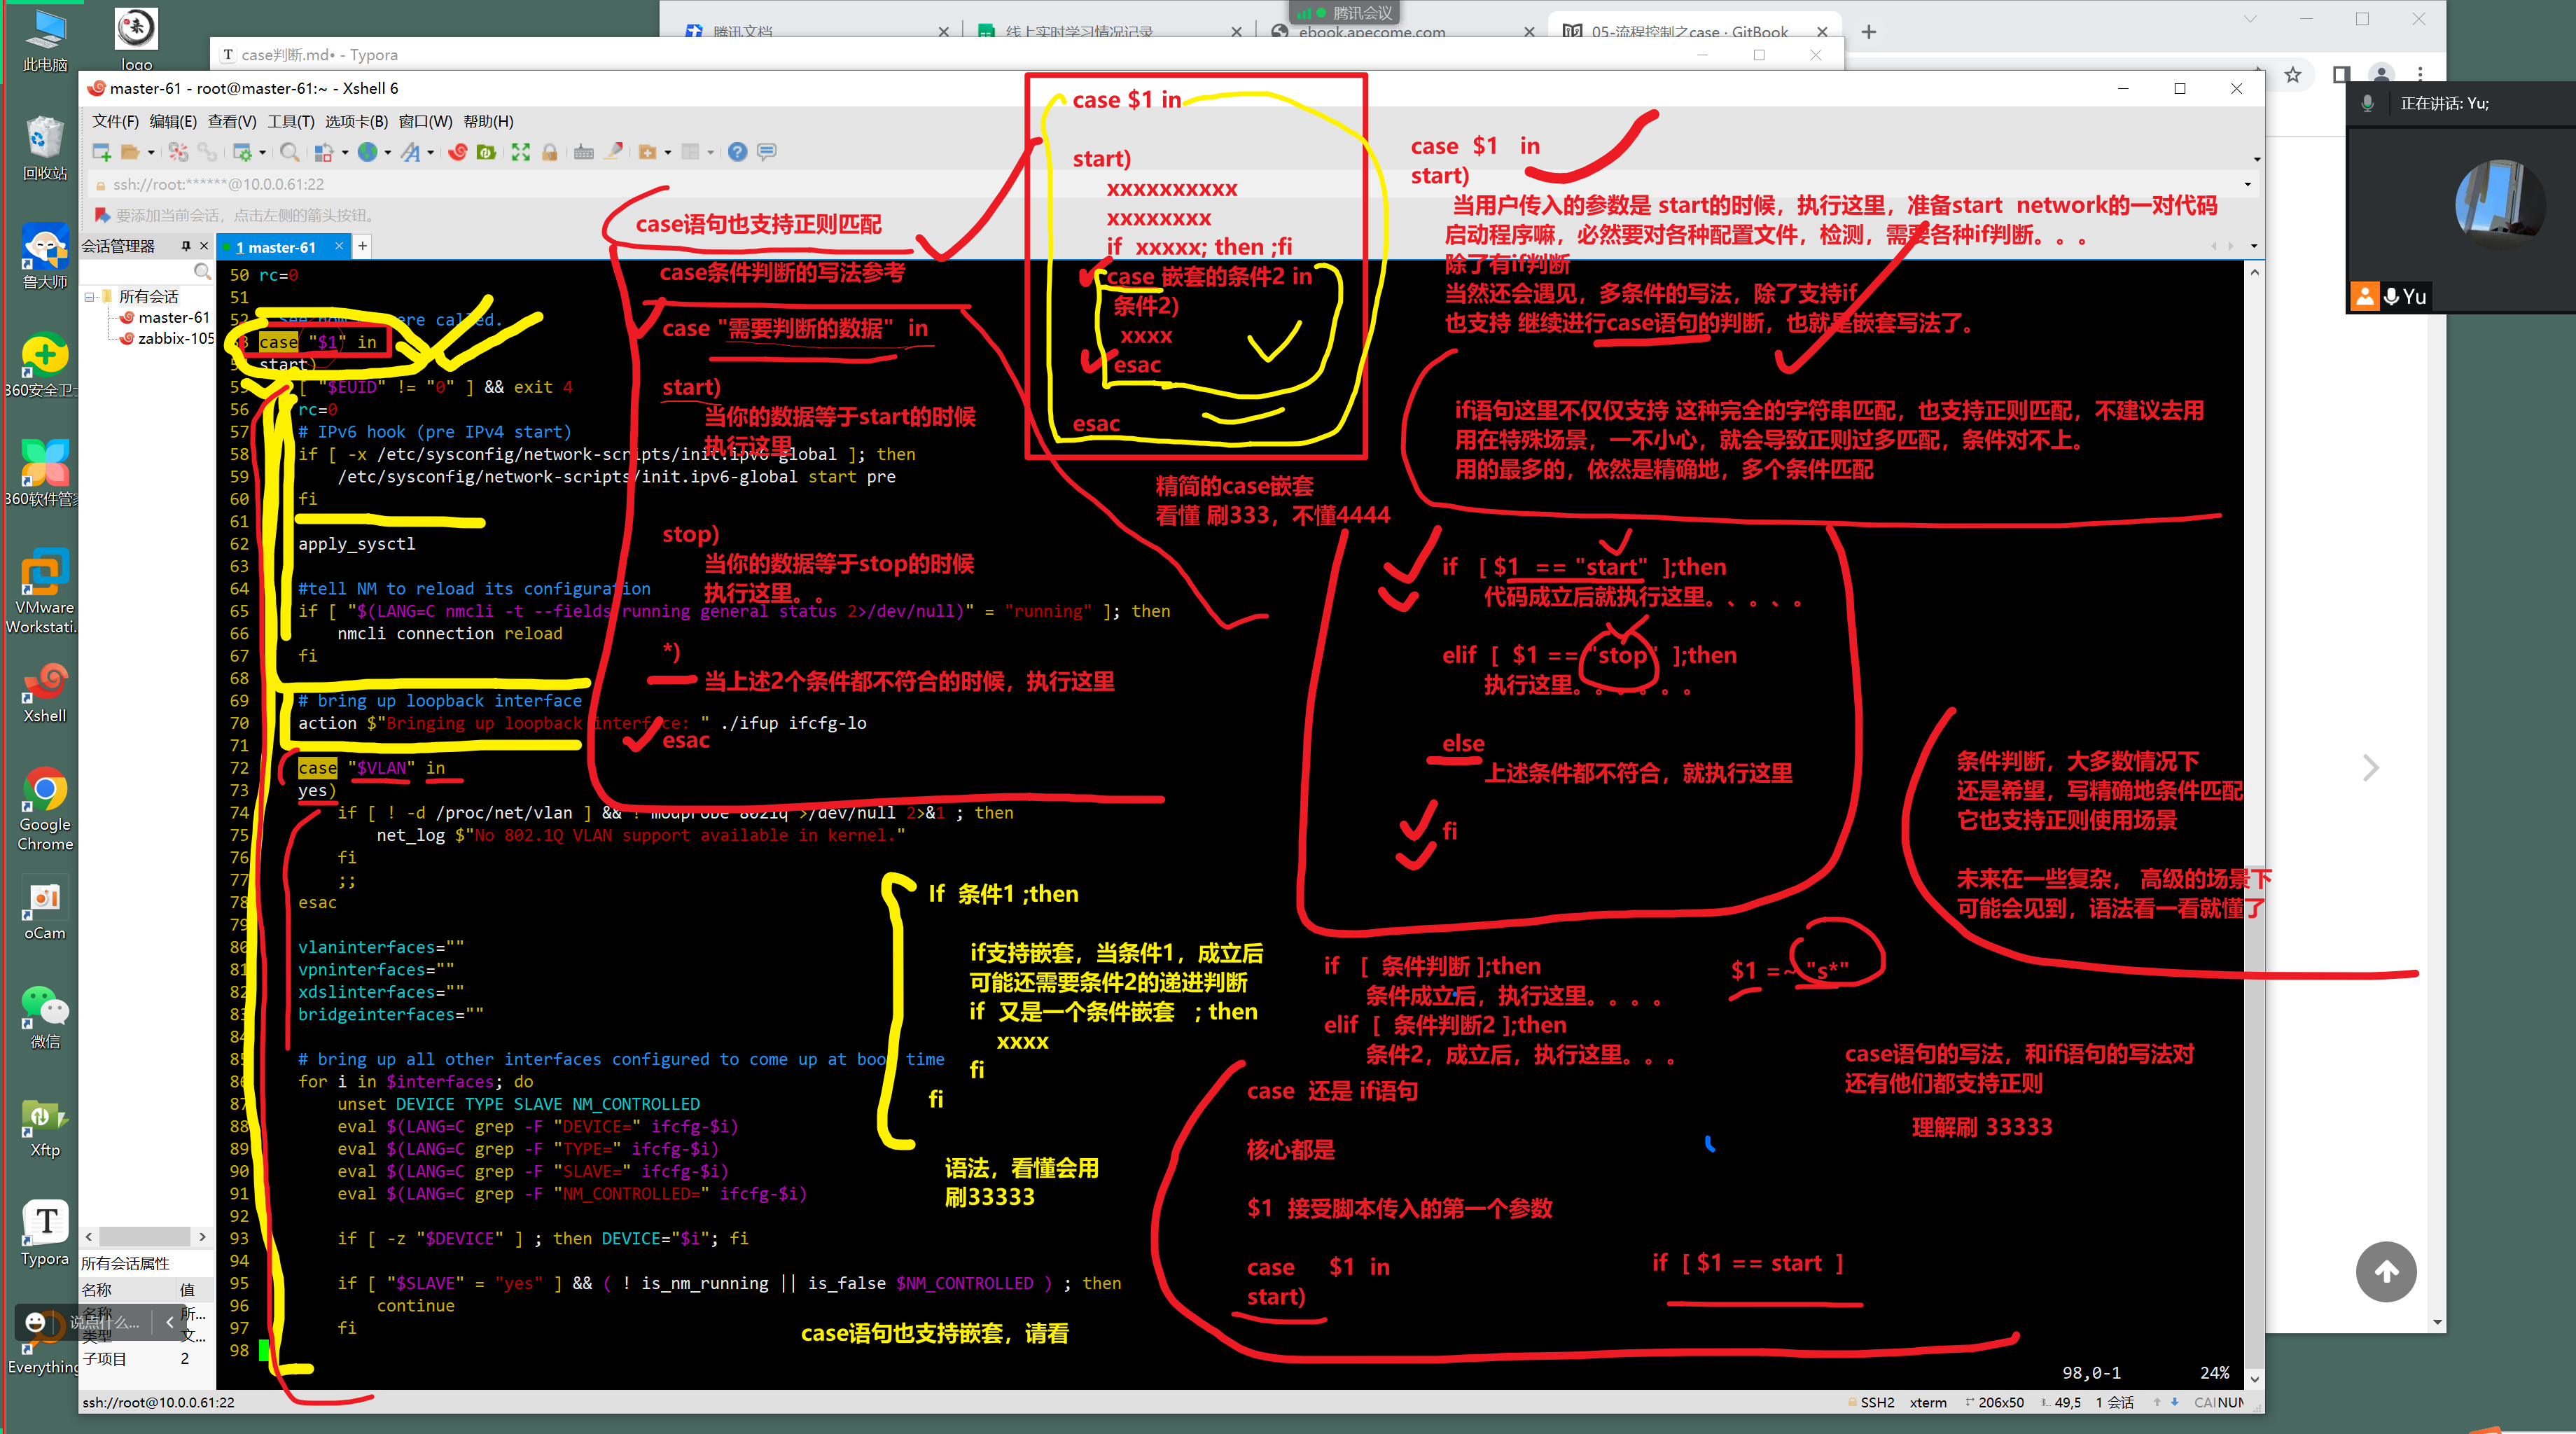 腾讯会议
腾讯文档
线上实时学习情况记录
ebook.apecome.com
05-流程控制之case · GitBook
case判断.md• - Typora
master-61 - root@master-61:~ - Xshell 6
文件(F) 编辑(E) 查看(V) 工具(T) 选项卡(B) 窗口(W) 帮助(H)
ssh://root:******@10.0.0.61:22
要添加当前会话，点击左侧的箭头按钮。
会话管理器
1 master-61
所有会话
master-61
zabbix-105
所有会话属性
名称 值
名称 所...
类型 文...
子项目 2
说点什么...
此电脑
logo
回收站
鲁大师
360安全卫士
360软件管家
VMware
Workstati...
Xshell
Google
Chrome
oCam
微信
Xftp
Typora
Everything
正在讲话: Yu;
Yu
50 rc=0
51
52 see how we were called.
53 case "$1" in
54 start)
55 [ "$EUID" != "0" ] && exit 4
56 rc=0
57 # IPv6 hook (pre IPv4 start)
58 if [ -x /etc/sysconfig/network-scripts/init.ipv6-global ]; then
59 /etc/sysconfig/network-scripts/init.ipv6-global start pre
60 fi
61
62 apply_sysctl
63
64 #tell NM to reload its configuration
65 if [ "$(LANG=C nmcli -t --fields running general status 2>/dev/null)" = "running" ]; then
66 nmcli connection reload
67 fi
68
69 # bring up loopback interface
70 action $"Bringing up loopback interface: " ./ifup ifcfg-lo
71
72 case "$VLAN" in
73 yes)
74 if [ ! -d /proc/net/vlan ] && ! modprobe 8021q >/dev/null 2>&1 ; then
75 net_log $"No 802.1Q VLAN support available in kernel."
76 fi
77 ;;
78 esac
79
80 vlaninterfaces=""
81 vpninterfaces=""
82 xdslinterfaces=""
83 bridgeinterfaces=""
84
85 # bring up all other interfaces configured to come up at boot time
86 for i in $interfaces; do
87 unset DEVICE TYPE SLAVE NM_CONTROLLED
88 eval $(LANG=C grep -F "DEVICE=" ifcfg-$i)
89 eval $(LANG=C grep -F "TYPE=" ifcfg-$i)
90 eval $(LANG=C grep -F "SLAVE=" ifcfg-$i)
91 eval $(LANG=C grep -F "NM_CONTROLLED=" ifcfg-$i)
92
93 if [ -z "$DEVICE" ] ; then DEVICE="$i"; fi
94
95 if [ "$SLAVE" = "yes" ] && ( ! is_nm_running || is_false $NM_CONTROLLED ) ; then
96 continue
97 fi
98
98,0-1 24%
case语句也支持正则匹配
case条件判断的写法参考
case "需要判断的数据" in
start)
当你的数据等于start的时候
执行这里
stop)
当你的数据等于stop的时候
执行这里。。
*)
当上述2个条件都不符合的时候，执行这里
esac
case $1 in
start)
xxxxxxxxxx
xxxxxxxx
if xxxxx; then ;fi
case 嵌套的条件2 in
条件2)
xxxx
esac
esac
精简的case嵌套
看懂 刷333，不懂4444
case $1 in
start)
当用户传入的参数是 start的时候，执行这里，准备start network的一对代码
启动程序嘛，必然要对各种配置文件，检测，需要各种if判断。。。
除了有if判断
当然还会遇见，多条件的写法，除了支持if
也支持 继续进行case语句的判断，也就是嵌套写法了。
if语句这里不仅仅支持 这种完全的字符串匹配，也支持正则匹配，不建议去用
用在特殊场景，一不小心，就会导致正则过多匹配，条件对不上。
用的最多的，依然是精确地，多个条件匹配
if [ $1 == "start" ];then
代码成立后就执行这里。、。、。
elif [ $1 == "stop" ];then
执行这里。。。。。。
else
上述条件都不符合，就执行这里
fi
条件判断，大多数情况下
还是希望，写精确地条件匹配
它也支持正则使用场景
未来在一些复杂， 高级的场景下
可能会见到，语法看一看就懂了
If 条件1 ;then
if支持嵌套，当条件1，成立后
可能还需要条件2的递进判断
if 又是一个条件嵌套 ; then
xxxx
fi
fi
语法，看懂会用
刷33333
case语句也支持嵌套，请看
if [ 条件判断 ];then
条件成立后，执行这里。。。。
elif [ 条件判断2 ];then
条件2，成立后，执行这里。。。
$1 =~ "s*"
case语句的写法，和if语句的写法对
还有他们都支持正则
理解刷 33333
case 还是 if语句
核心都是
$1 接受脚本传入的第一个参数
case $1 in
start)
if [ $1 == start ]
ssh://root@10.0.0.61:22
SSH2 xterm 206x50 49,5 1 会话 CAP NUM